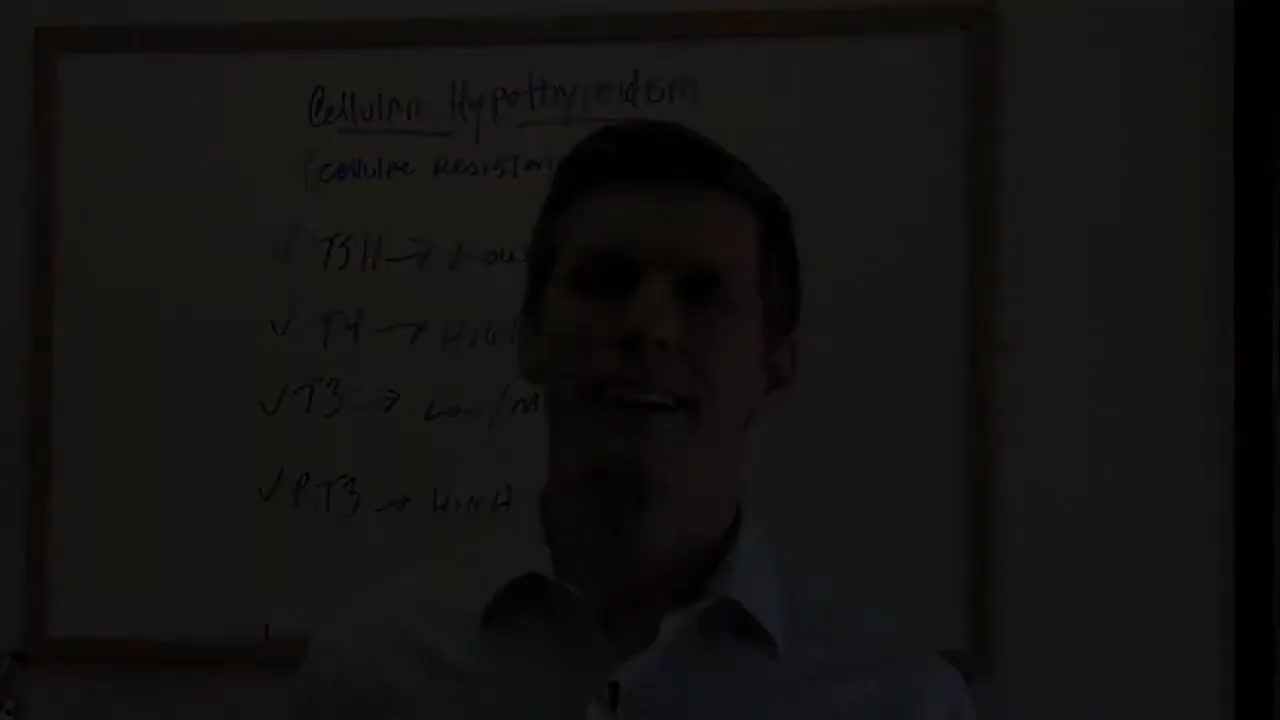 Cellular Hypothyroidism
(cellular resistan
✓ TSH → Low
✓ T4 → HIGH
✓ T3 → Low/N
✓ RT3 → HIGH